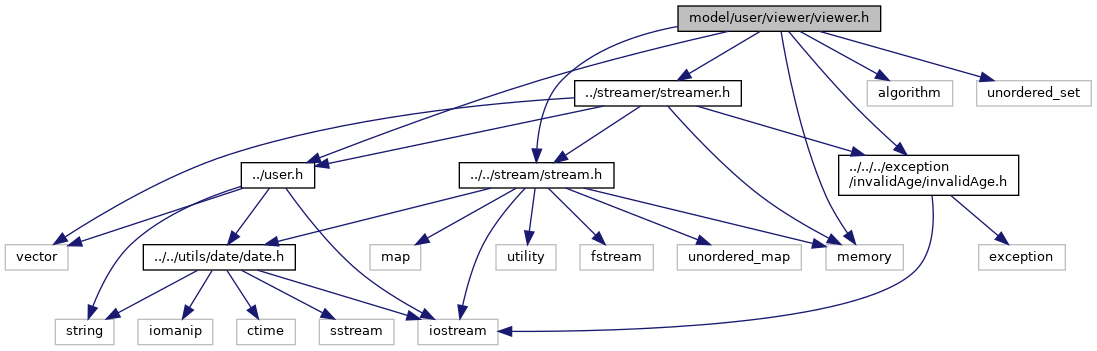 model/user/viewer/viewer.h
../streamer/streamer.h
algorithm
unordered_set
../user.h
../../stream/stream.h
../../../exception
/invalidAge/invalidAge.h
vector
../../utils/date/date.h
map
utility
fstream
unordered_map
memory
exception
string
iomanip
ctime
sstream
iostream